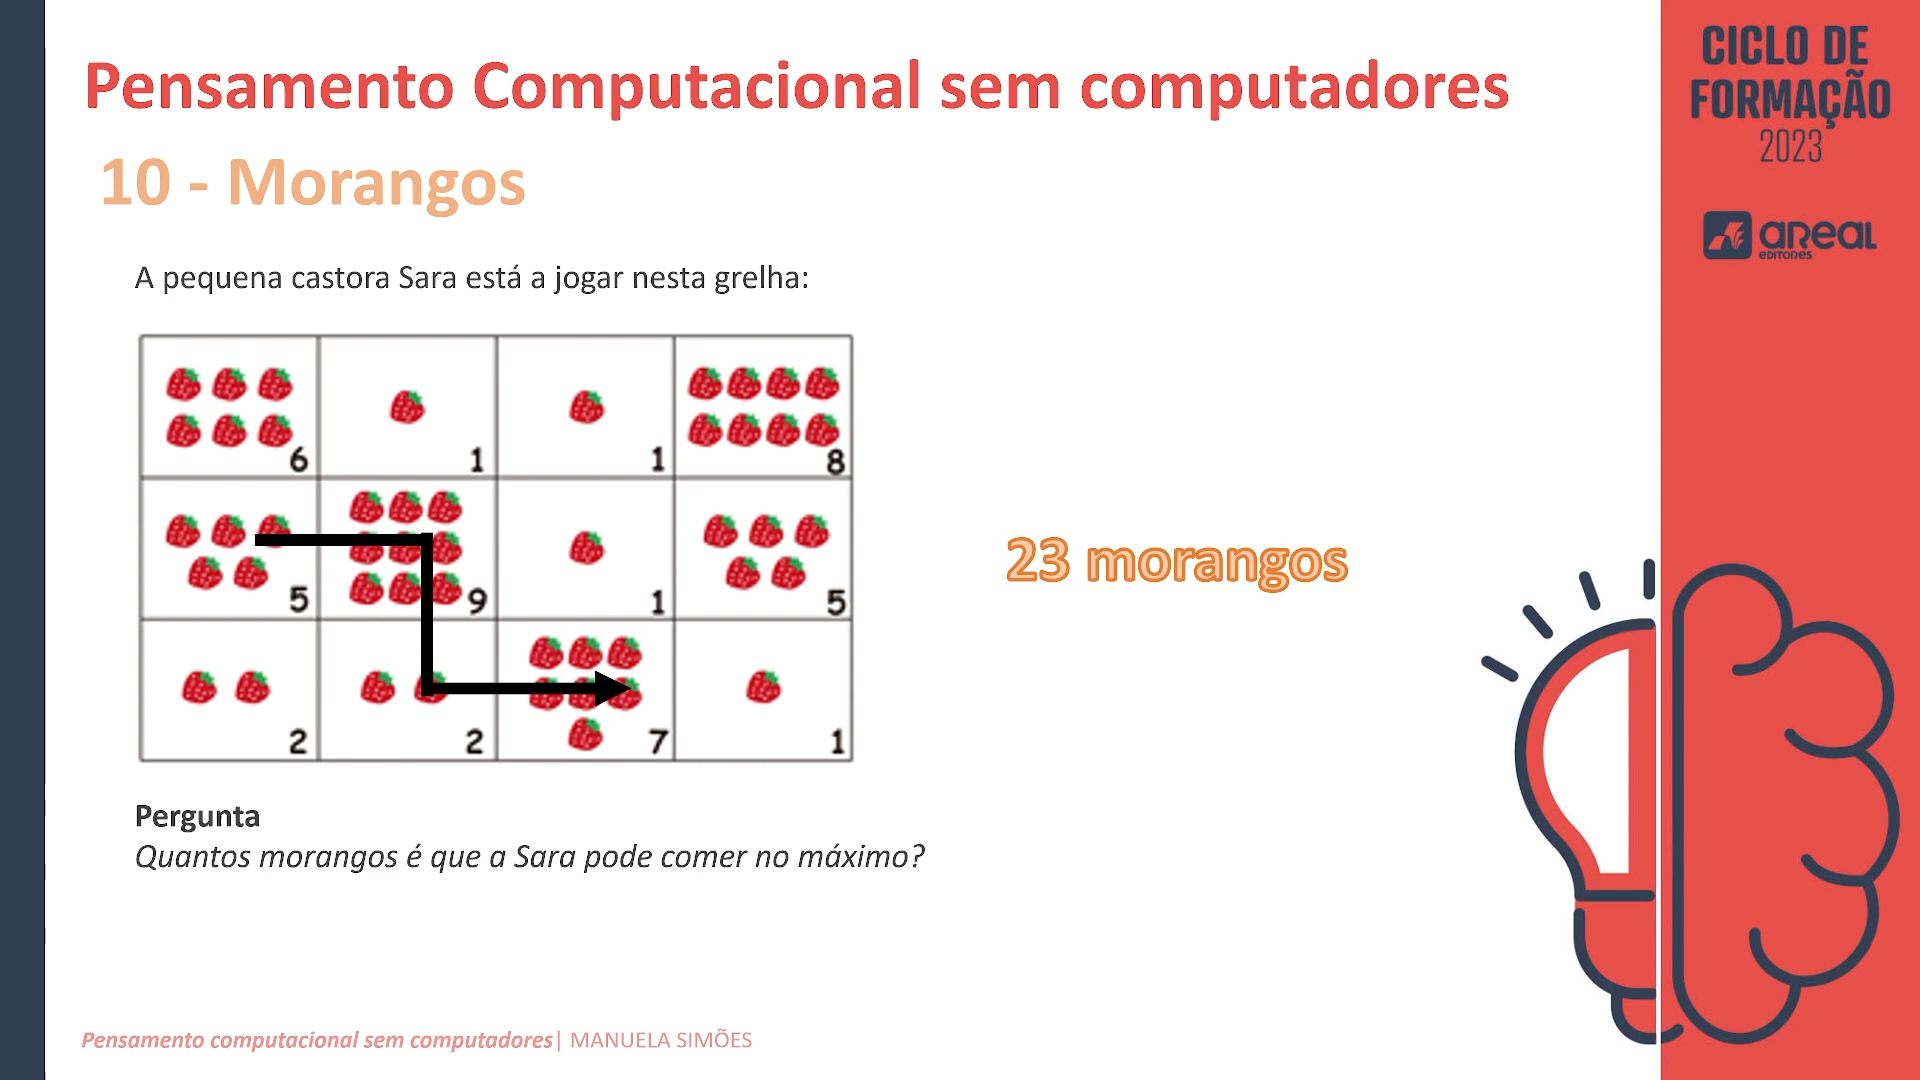 Pensamento Computacional sem computadores
10 - Morangos
A pequena castora Sara está a jogar nesta grelha:
6 1 1 8
5 9 1 5
2 2 7 1
23 morangos
Pergunta
Quantos morangos é que a Sara pode comer no máximo?
Pensamento computacional sem computadores| MANUELA SIMÕES
CICLO DE
FORMAÇÃO
2023
AREAL
EDITORES